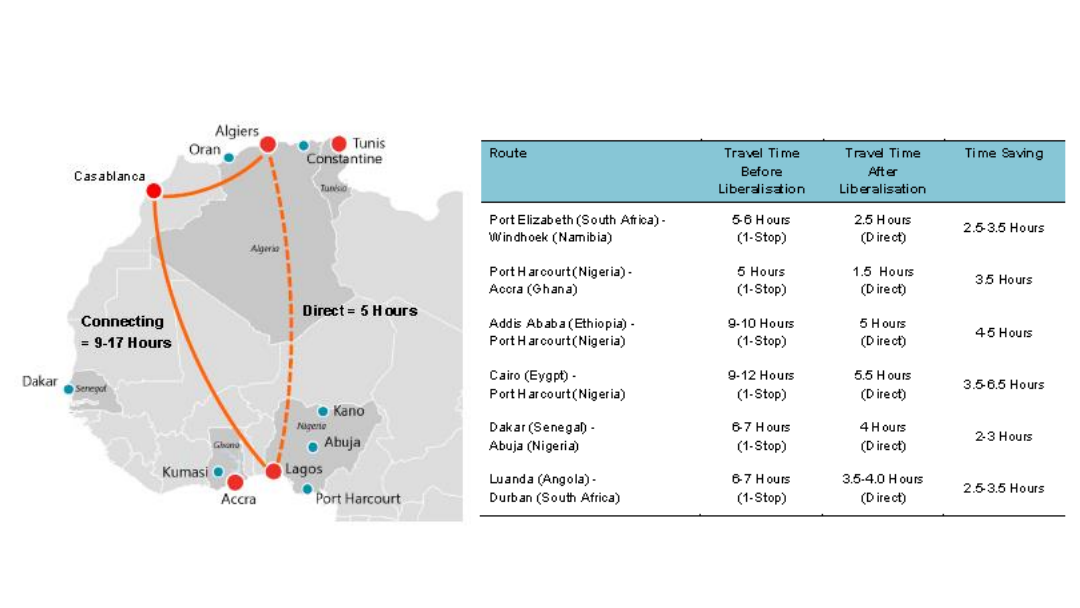 Algiers
Tunis
Oran
Constantine
Casablanca
Tunisia
Algeria
Direct = 5 Hours
Connecting
= 9-17 Hours
Dakar
Senegal
Kano
Nigeria
Abuja
Ghana
Kumasi
Lagos
Accra
Port Harcourt
Route
Travel Time
Before
Liberalisation
Travel Time
After
Liberalisation
Time Saving
Port Elizabeth (South Africa) -
Windhoek (Namibia)
5-6 Hours
(1-Stop)
2.5 Hours
(Direct)
2.5-3.5 Hours
Port Harcourt (Nigeria) -
Accra (Ghana)
5 Hours
(1-Stop)
1.5 Hours
(Direct)
3.5 Hours
Addis Ababa (Ethiopia) -
Port Harcourt (Nigeria)
9-10 Hours
(1-Stop)
5 Hours
(Direct)
4-5 Hours
Cairo (Eygpt) -
Port Harcourt (Nigeria)
9-12 Hours
(1-Stop)
5.5 Hours
(Direct)
3.5-6.5 Hours
Dakar (Senegal) -
Abuja (Nigeria)
6-7 Hours
(1-Stop)
4 Hours
(Direct)
2-3 Hours
Luanda (Angola) -
Durban (South Africa)
6-7 Hours
(1-Stop)
3.5-4.0 Hours
(Direct)
2.5-3.5 Hours